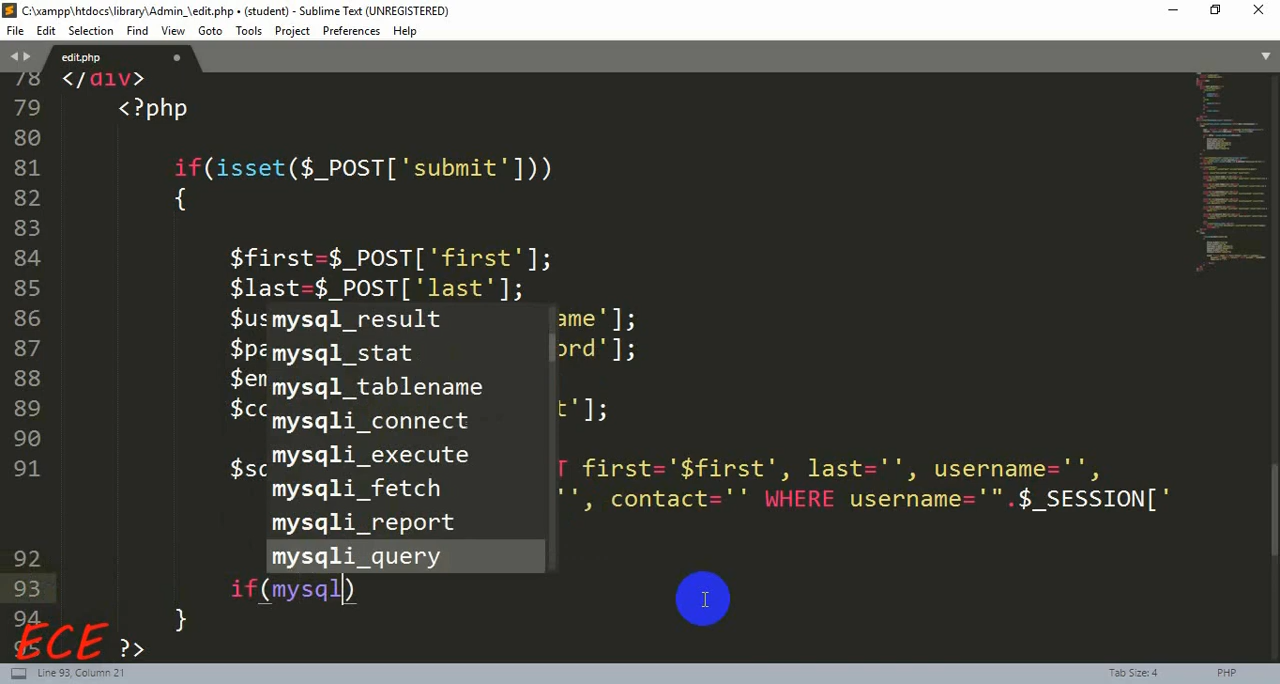 C:\xampp\htdocs\library\Admin_\edit.php • (student) - Sublime Text (UNREGISTERED)
File Edit Selection Find View Goto Tools Project Preferences Help
edit.php
78 </div>
79 <?php
80
81 if(isset($_POST['submit']))
82 {
83
84 $first=$_POST['first'];
85 $last=$_POST['last'];
86 $us ame'];
87 $pa ord'];
88 $em
89 $co t'];
90
91 $sq T first='$first', last='', username='',
'', contact='' WHERE username='".$_SESSION['
92
93 if(mysql)
94 }
95 ?>
mysql_result
mysql_stat
mysql_tablename
mysqli_connect
mysqli_execute
mysqli_fetch
mysqli_report
mysqli_query
ECE
Line 93, Column 21 Tab Size: 4 PHP